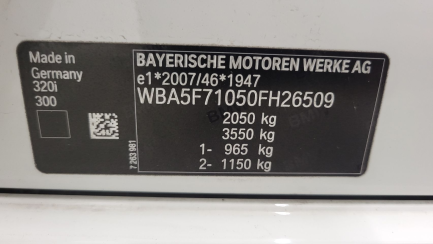 Made in
Germany
320i
300
BAYERISCHE MOTOREN WERKE AG
e1*2007/46*1947
WBA5F71050FH26509
2050 kg
3550 kg
1- 965 kg
2- 1150 kg
7 263 981